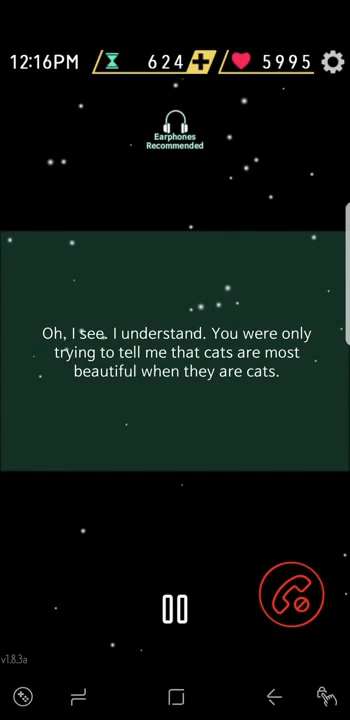 12:16PM 624 5995
Earphones
Recommended
Oh, I see. I understand. You were only
trying to tell me that cats are most
beautiful when they are cats.
v1.8.3a